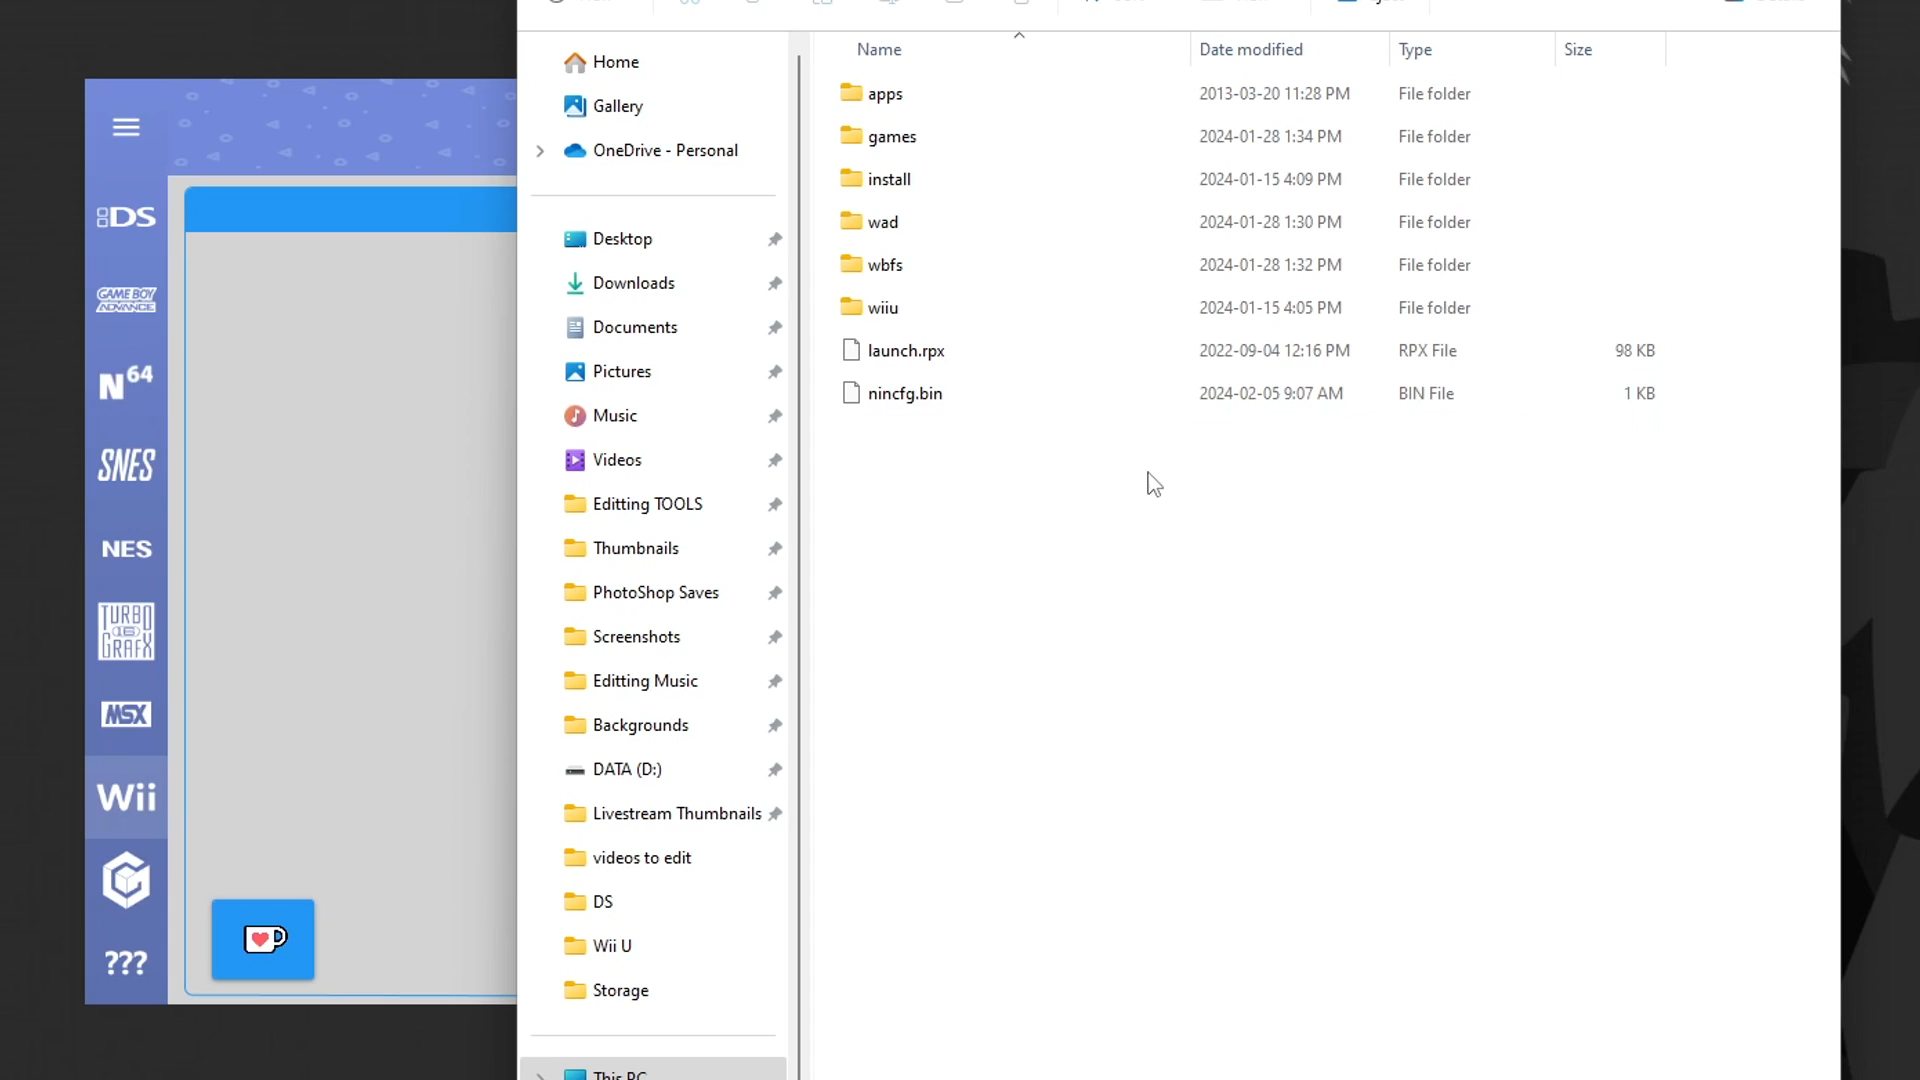 DS
GAME BOY
ADVANCE
N64
SNES
NES
TURBO
16
GRAFX
MSX
Wii
???
Home
Gallery
OneDrive - Personal
Desktop
Downloads
Documents
Pictures
Music
Videos
Editting TOOLS
Thumbnails
PhotoShop Saves
Screenshots
Editting Music
Backgrounds
DATA (D:)
Livestream Thumbnails
videos to edit
DS
Wii U
Storage
This PC
Name Date modified Type Size
apps 2013-03-20 11:28 PM File folder
games 2024-01-28 1:34 PM File folder
install 2024-01-15 4:09 PM File folder
wad 2024-01-28 1:30 PM File folder
wbfs 2024-01-28 1:32 PM File folder
wiiu 2024-01-15 4:05 PM File folder
launch.rpx 2022-09-04 12:16 PM RPX File 98 KB
nincfg.bin 2024-02-05 9:07 AM BIN File 1 KB